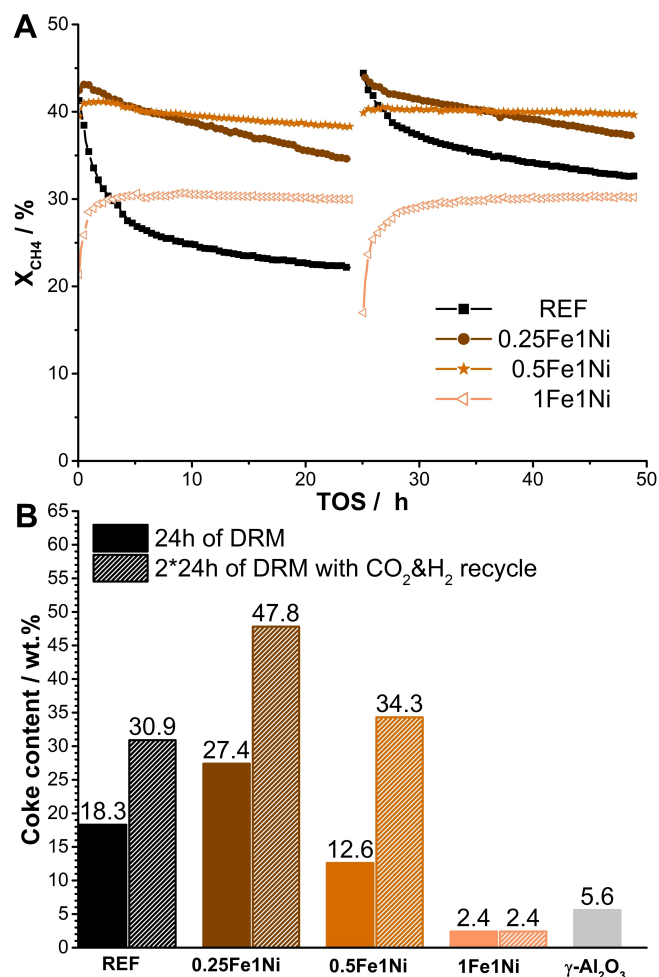 A
50
40
30
20
10
0
X_CH4 / %
REF
0.25Fe1Ni
0.5Fe1Ni
1Fe1Ni
0 10 20 30 40 50
TOS / h
B
65
60
55
50
45
40
35
30
25
20
15
10
5
0
Coke content / wt.%
24h of DRM
2*24h of DRM with CO₂&H₂ recycle
18.3 30.9 27.4 47.8 12.6 34.3 2.4 2.4 5.6
REF 0.25Fe1Ni 0.5Fe1Ni 1Fe1Ni γ-Al₂O₃